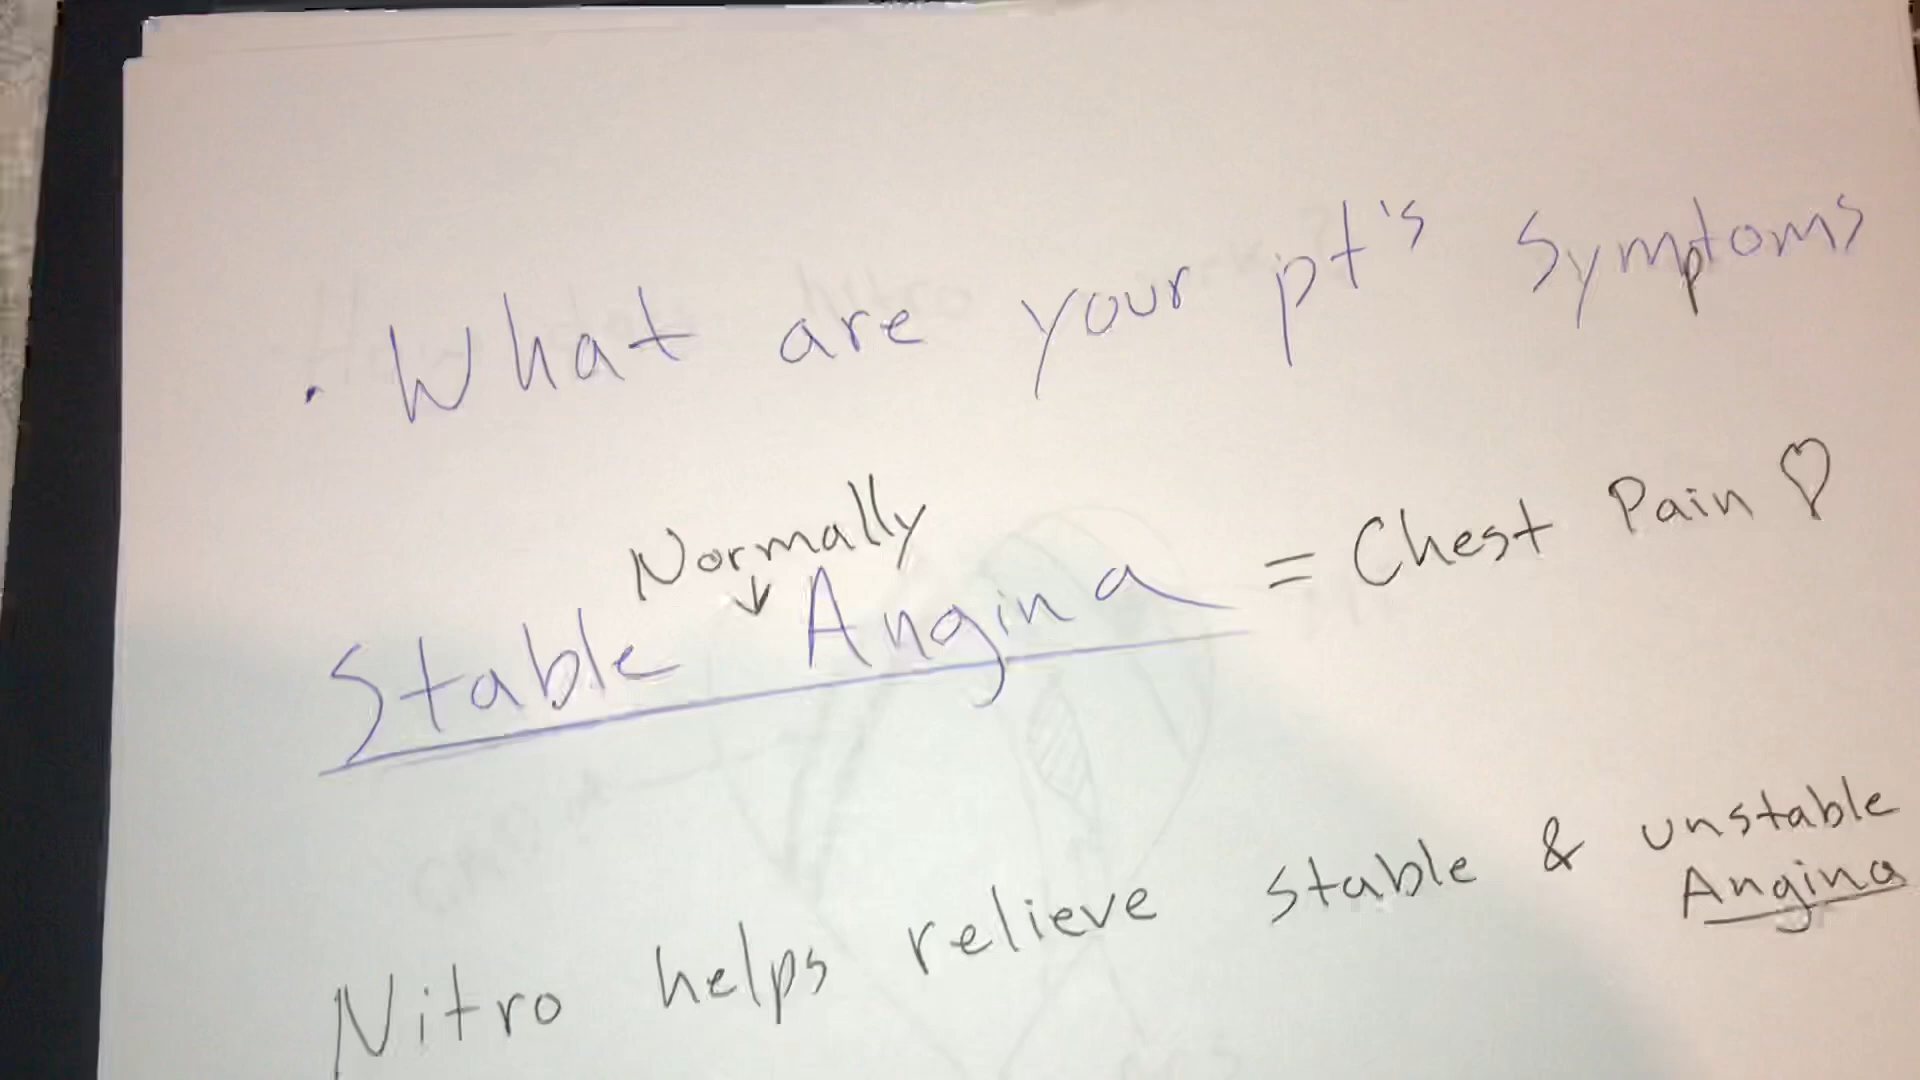 . What are your pt's symptoms
Normally
↓
Stable Angina = Chest Pain
Nitro helps relieve stable & unstable
Angina